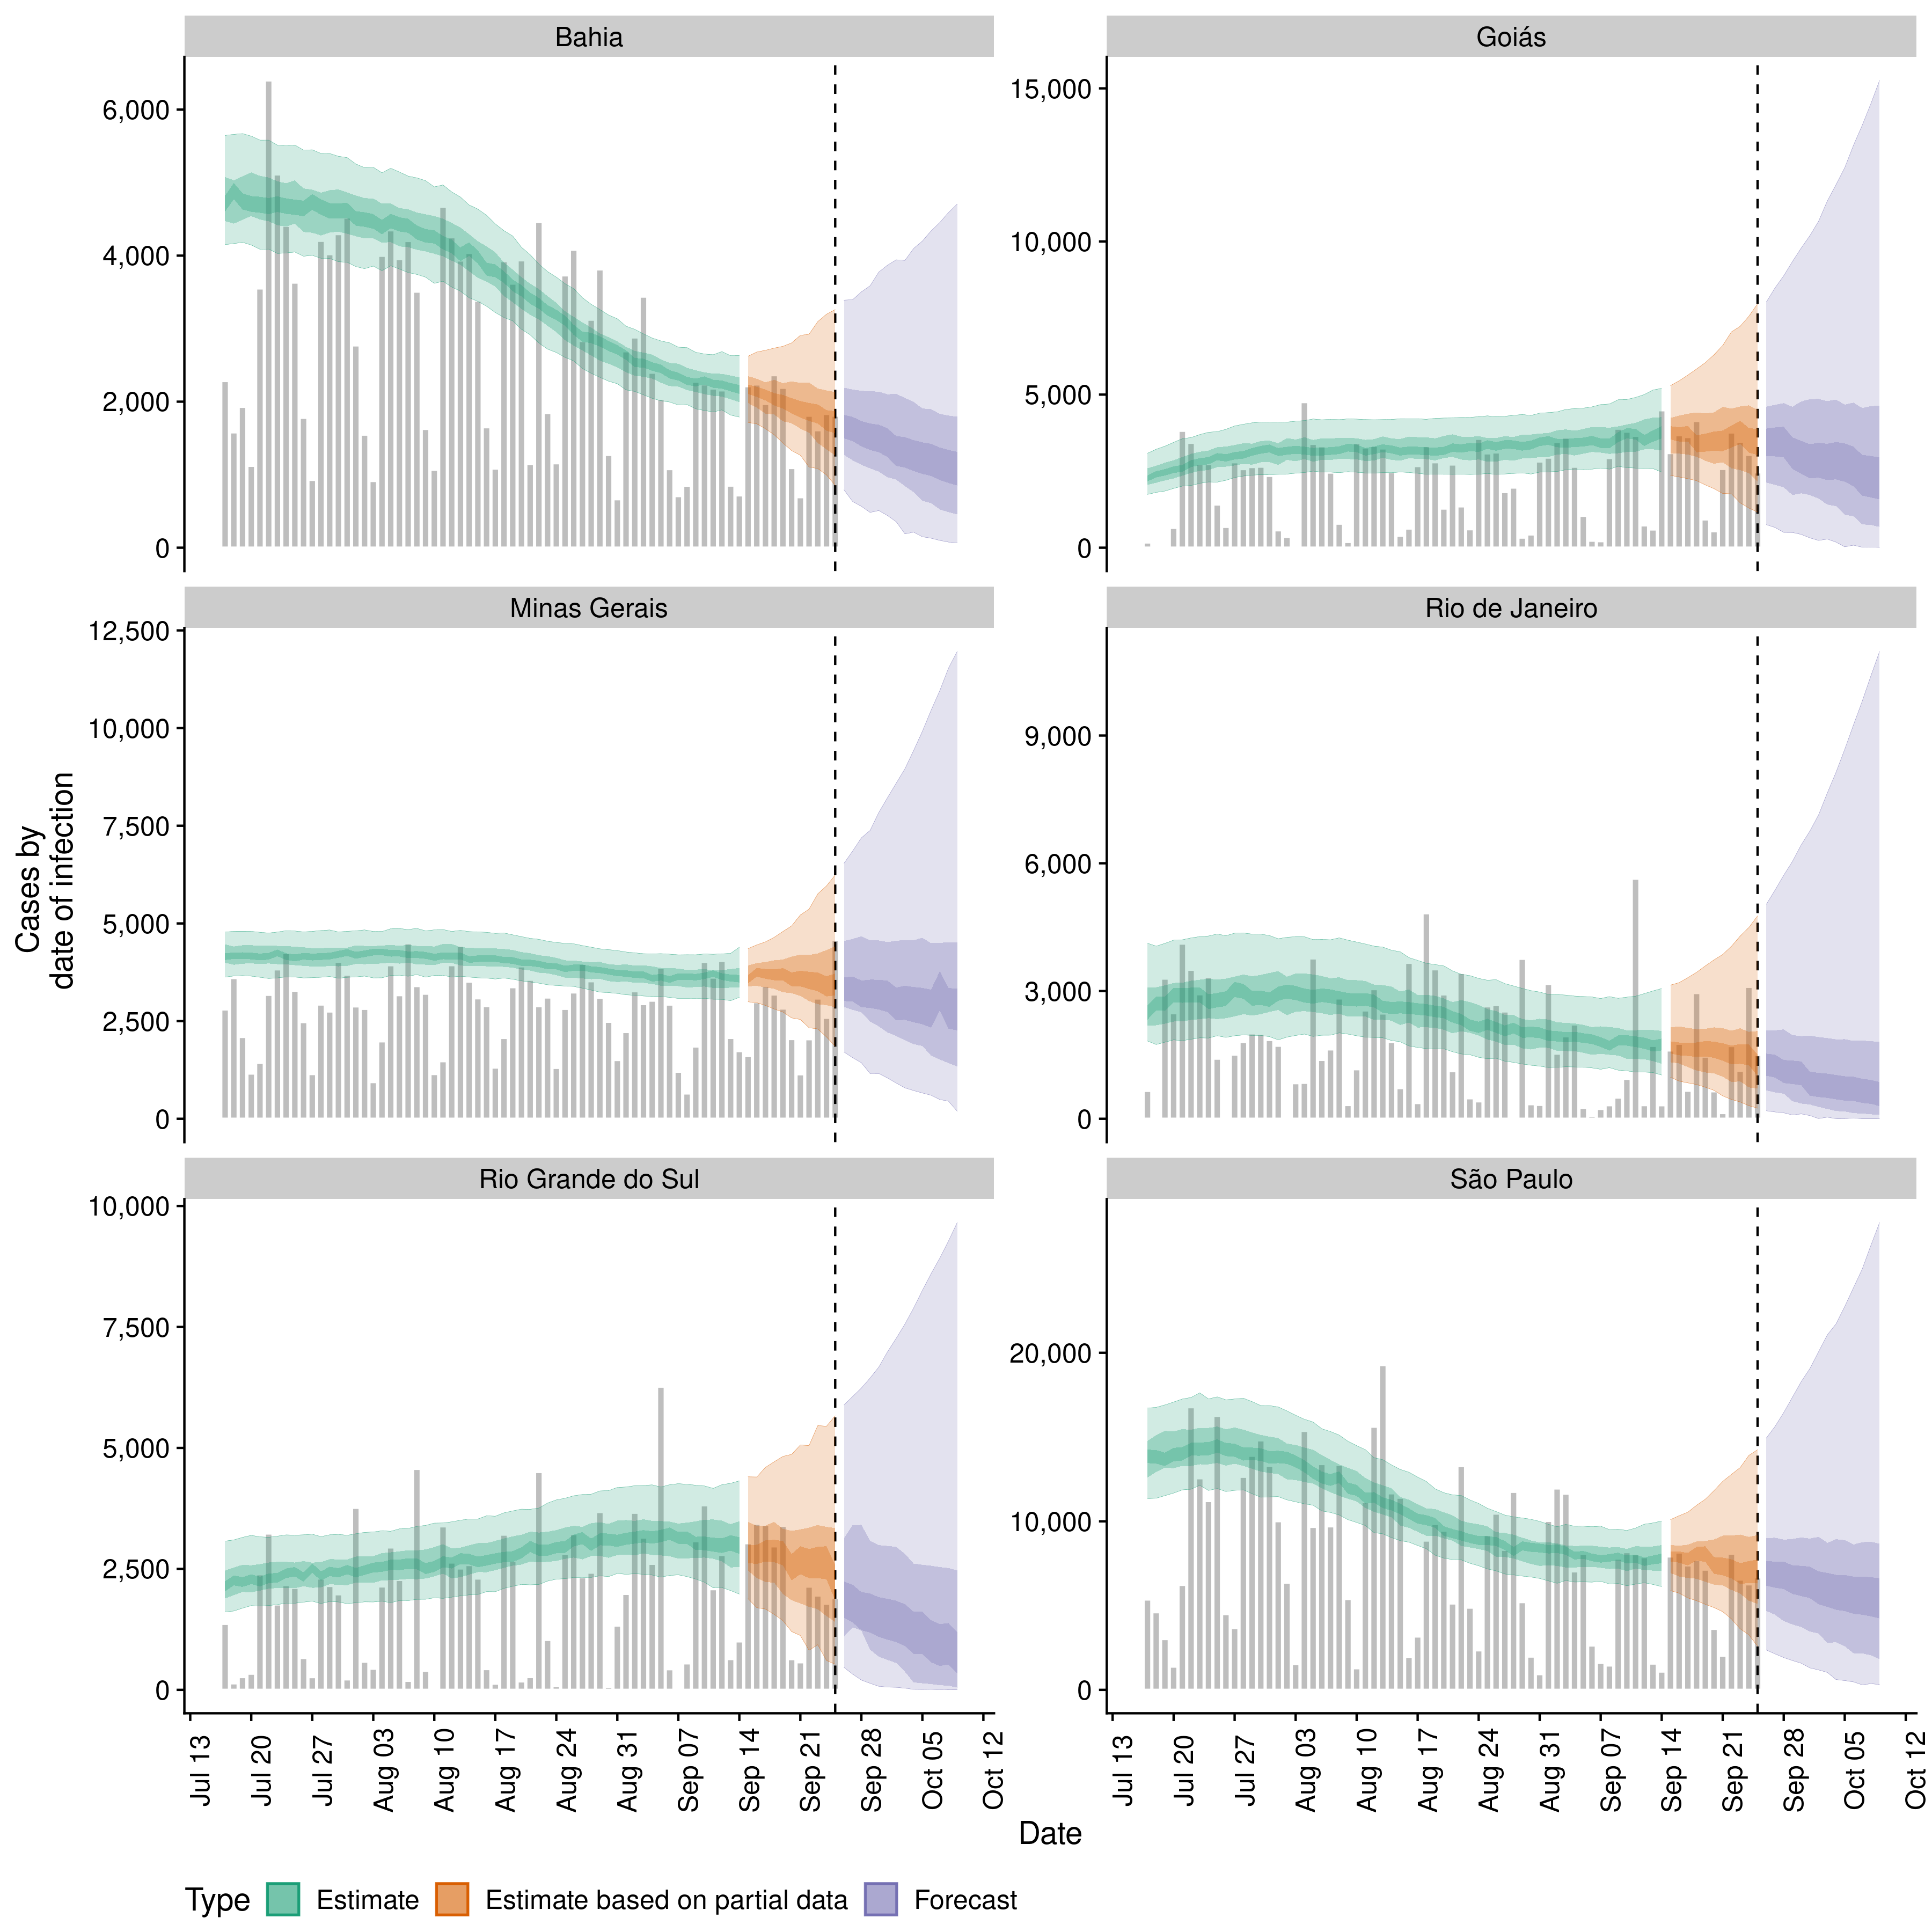 Bahia
Goiás
6,000
4,000
2,000
0
15,000
10,000
5,000
0
Minas Gerais
Rio de Janeiro
12,500
10,000
7,500
5,000
2,500
0
9,000
6,000
3,000
0
Cases by
date of infection
Rio Grande do Sul
São Paulo
10,000
7,500
5,000
2,500
0
20,000
10,000
0
Jul 13
Jul 20
Jul 27
Aug 03
Aug 10
Aug 17
Aug 24
Aug 31
Sep 07
Sep 14
Sep 21
Sep 28
Oct 05
Oct 12
Jul 13
Jul 20
Jul 27
Aug 03
Aug 10
Aug 17
Aug 24
Aug 31
Sep 07
Sep 14
Sep 21
Sep 28
Oct 05
Oct 12
Date
Type Estimate Estimate based on partial data Forecast